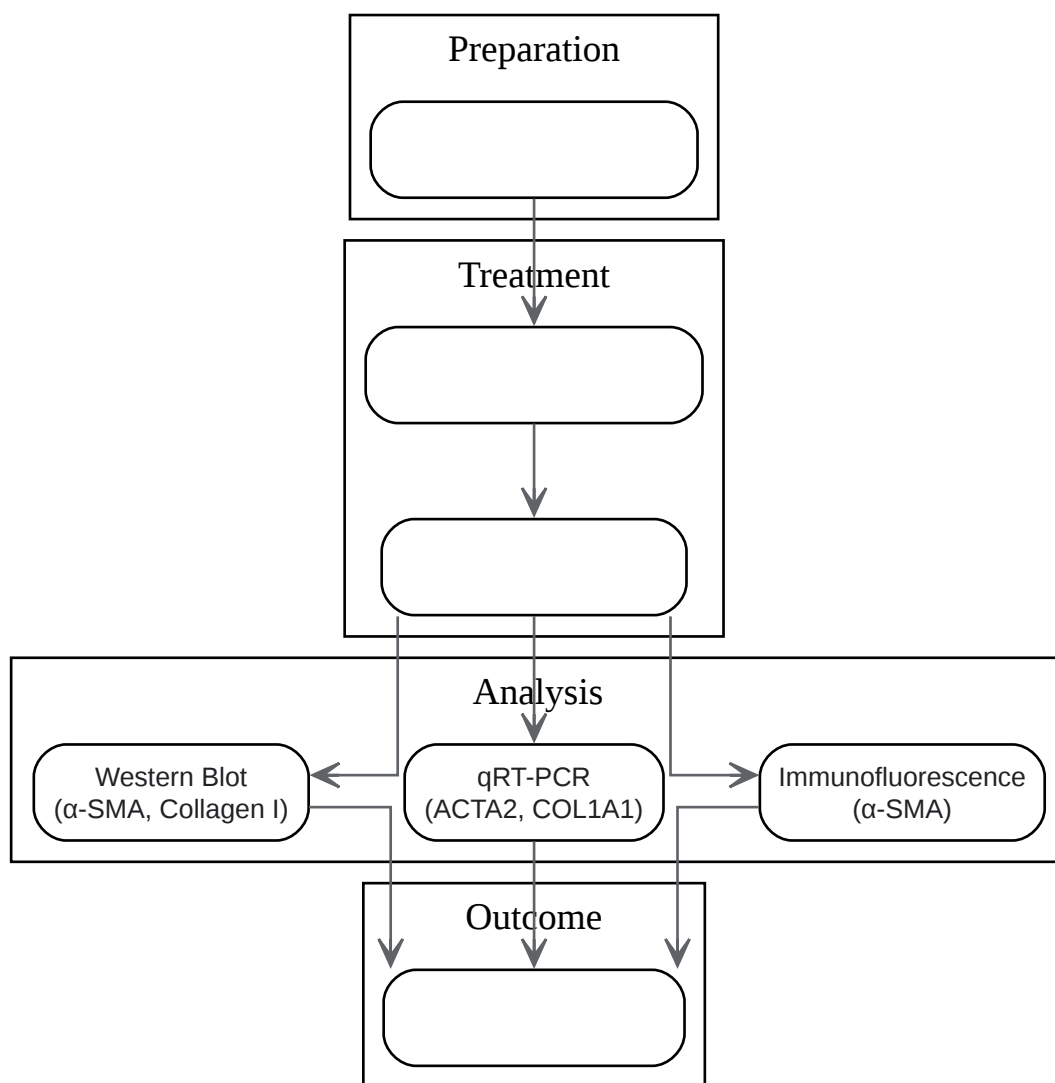 Preparation
Treatment
Analysis
Western Blot
(α-SMA, Collagen I)
qRT-PCR
(ACTA2, COL1A1)
Immunofluorescence
(α-SMA)
Outcome